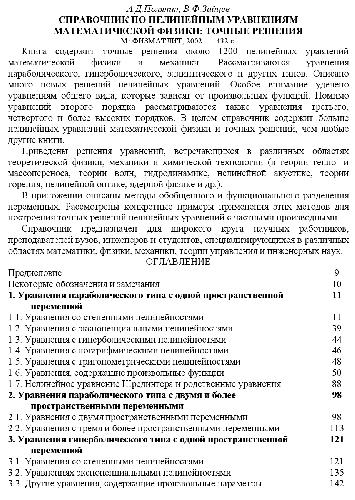 А.Д.Полянин, В.Ф.Зайцев
СПРАВОЧНИК ПО НЕЛИНЕЙНЫМ УРАВНЕНИЯМ
МАТЕМАТИЧЕСКОЙ ФИЗИКИ: ТОЧНЫЕ РЕШЕНИЯ
М.: ФИЗМАТЛИТ, 2002. — 432 с.
Книга содержит точные решения около 1200 нелинейных уравнений
математической физики и механики. Рассматриваются уравнения
параболического, гиперболического, эллиптического и других типов. Описано
много новых решений нелинейных уравнений. Особое внимание уделено
уравнениям общего вида, которые зависят от произвольных функций. Помимо
уравнений второго порядка рассматриваются также уравнения третьего,
четвертого и более высоких порядков. В целом справочник содержит больше
нелинейных уравнений математической физики и точных решений, чем любые
другие книги.
Приведены решения уравнений, встречающихся в различных областях
теоретической физики, механики и химической технологии (в теории тепло- и
массопереноса, теории волн, гидродинамике, нелинейной акустике, теории
горения, нелинейной оптике, ядерной физике и др.).
В приложении описаны методы обобщенного и функционального разделения
переменных. Рассмотрены конкретные примеры применения этих методов для
построения точных решений нелинейных уравнений с частными производными.
Справочник предназначен для широкого круга научных работников,
преподавателей вузов, инженеров и студентов, специализирующихся в различных
областях математики, физики, механики, теории управления и инженерных наук.
ОГЛАВЛЕНИЕ
Предисловие 9
Некоторые обозначения и замечания 10
1. Уравнения параболического типа с одной пространственной 11
переменной
1.1. Уравнения со степенными нелинейностями 11
1.2. Уравнения с экспоненциальными нелинейностями 39
1.3. Уравнения с гиперболическими нелинейностями 44
1.4. Уравнения с логарифмическими нелинейностями 46
1.5. Уравнения с тригонометрическими нелинейностями 48
1.6. Уравнения, содержащие произвольные функции 50
1.7. Нелинейное уравнение Шредингера и родственные уравнения 88
2. Уравнения параболического типа с двумя и более 98
пространственными переменными
2.1. Уравнения с двумя пространственными переменными 98
2.2. Уравнения с тремя и более пространственными переменными 113
3. Уравнения гиперболического типа с одной пространственной 121
переменной
3.1. Уравнения со степенными нелинейностями 121
3.2. Уравнениях экспоненциальными нелинейностями 135
3.3. Другие уравнения, содержащие произвольные параметры 142